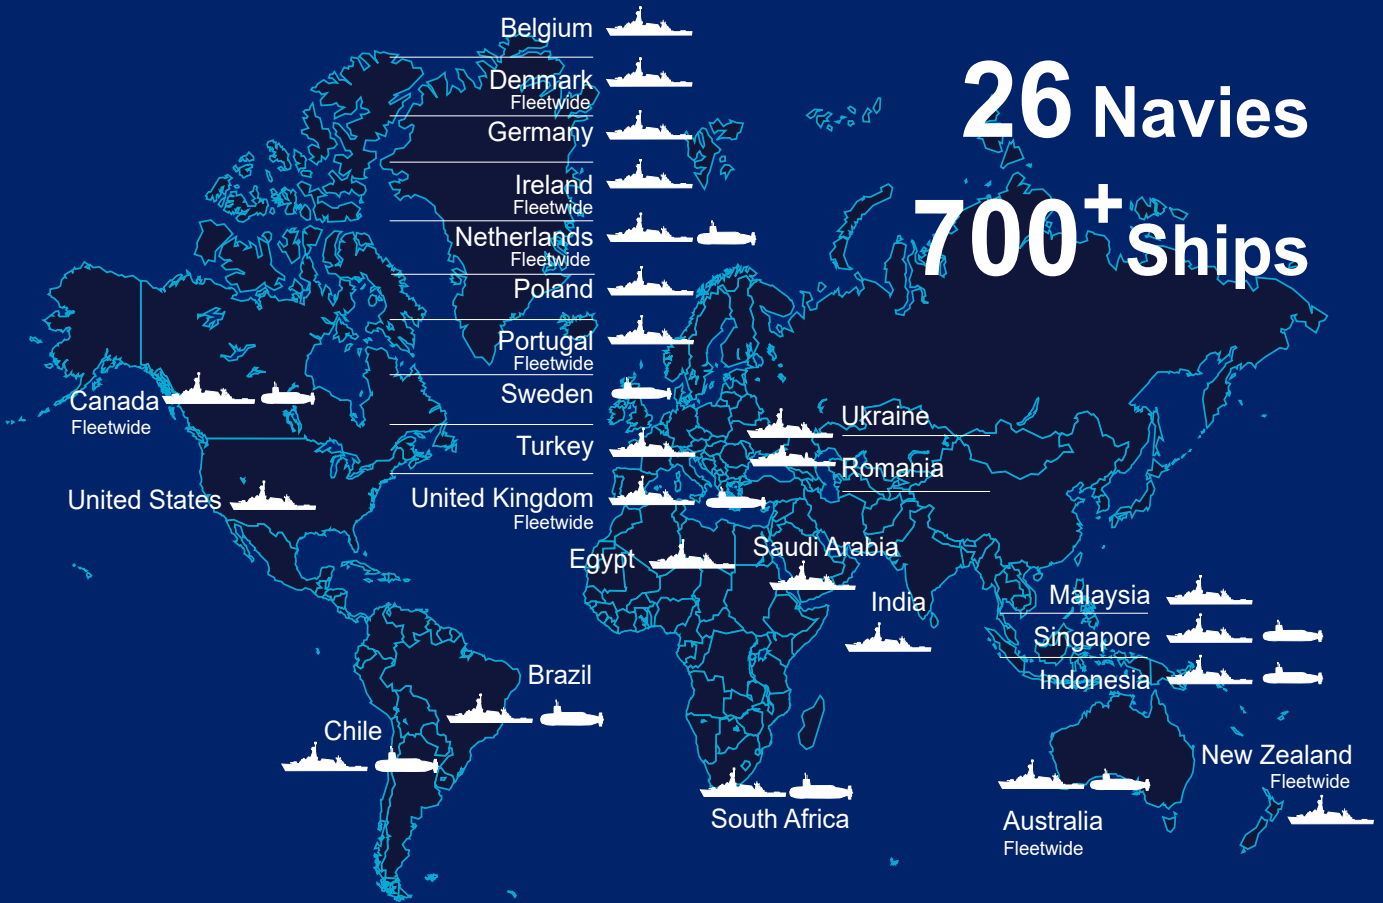 26 Navies
700+ Ships
Belgium
Denmark
Fleetwide
Germany
Ireland
Fleetwide
Netherlands
Fleetwide
Poland
Portugal
Fleetwide
Sweden
Turkey
United Kingdom
Fleetwide
Canada
Fleetwide
United States
Ukraine
Romania
Egypt
Saudi Arabia
India
Malaysia
Singapore
Indonesia
Brazil
Chile
South Africa
Australia
Fleetwide
New Zealand
Fleetwide